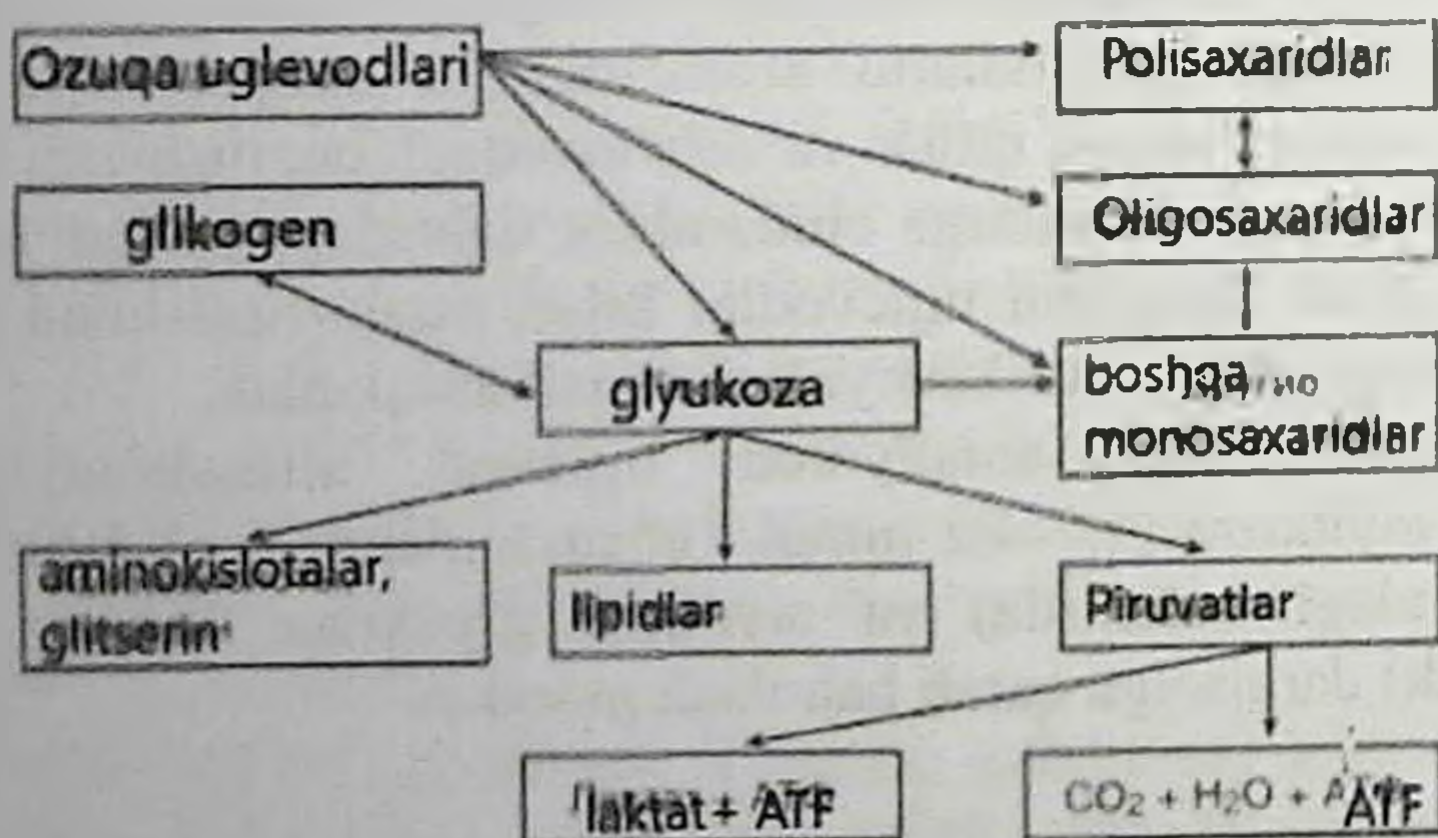 Ozuqa uglevodlari
Polisaxaridlar
glikogen
Oligosaxaridlar
glyukoza
boshqa
monosaxaridlar
aminokislotalar,
glitserin
lipidlar
Piruvatlar
laktat + ATF
CO₂ + H₂O + ATF